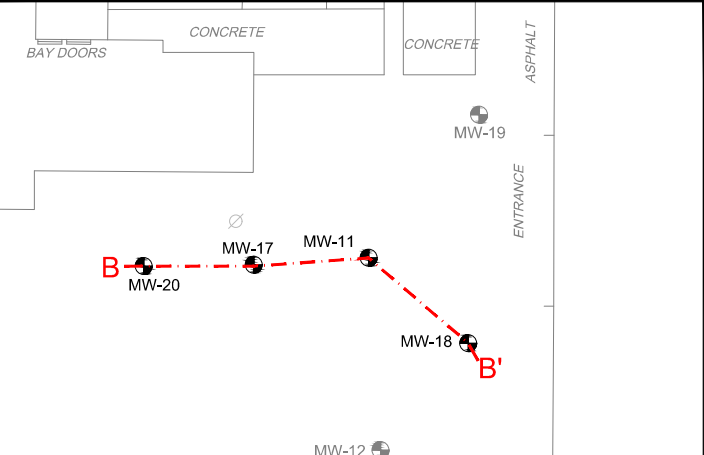 CONCRETE
BAY DOORS
CONCRETE
ASPHALT
MW-19
ENTRANCE
MW-17
MW-11
B
MW-20
MW-18
B'
MW-12